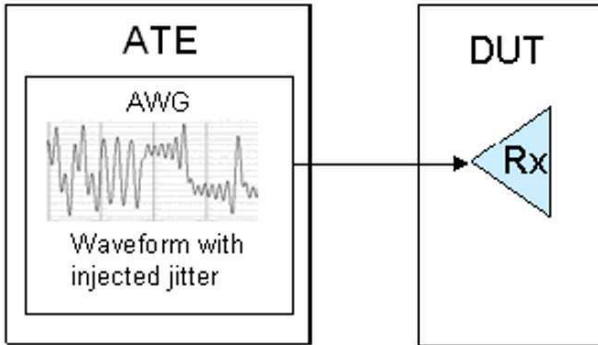 ATE
AWG
Waveform with
injected jitter
DUT
Rx